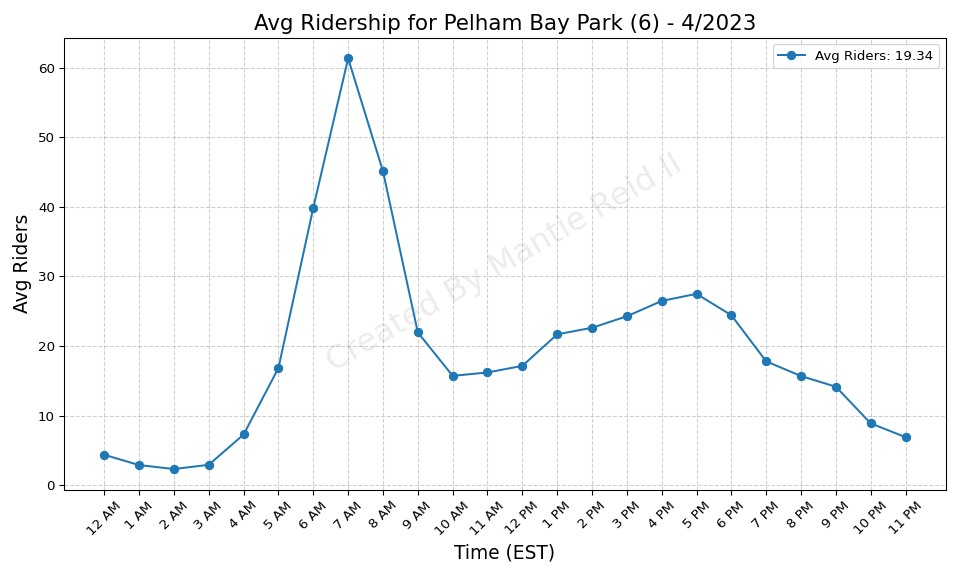 Avg Ridership for Pelham Bay Park (6) - 4/2023
Avg Riders: 19.34
60
50
40
30
20
10
0
Avg Riders
Created By Mantie Reid II
12 AM
1 AM
2 AM
3 AM
4 AM
5 AM
6 AM
7 AM
8 AM
9 AM
10 AM
11 AM
12 PM
1 PM
2 PM
3 PM
4 PM
5 PM
6 PM
7 PM
8 PM
9 PM
10 PM
11 PM
Time (EST)